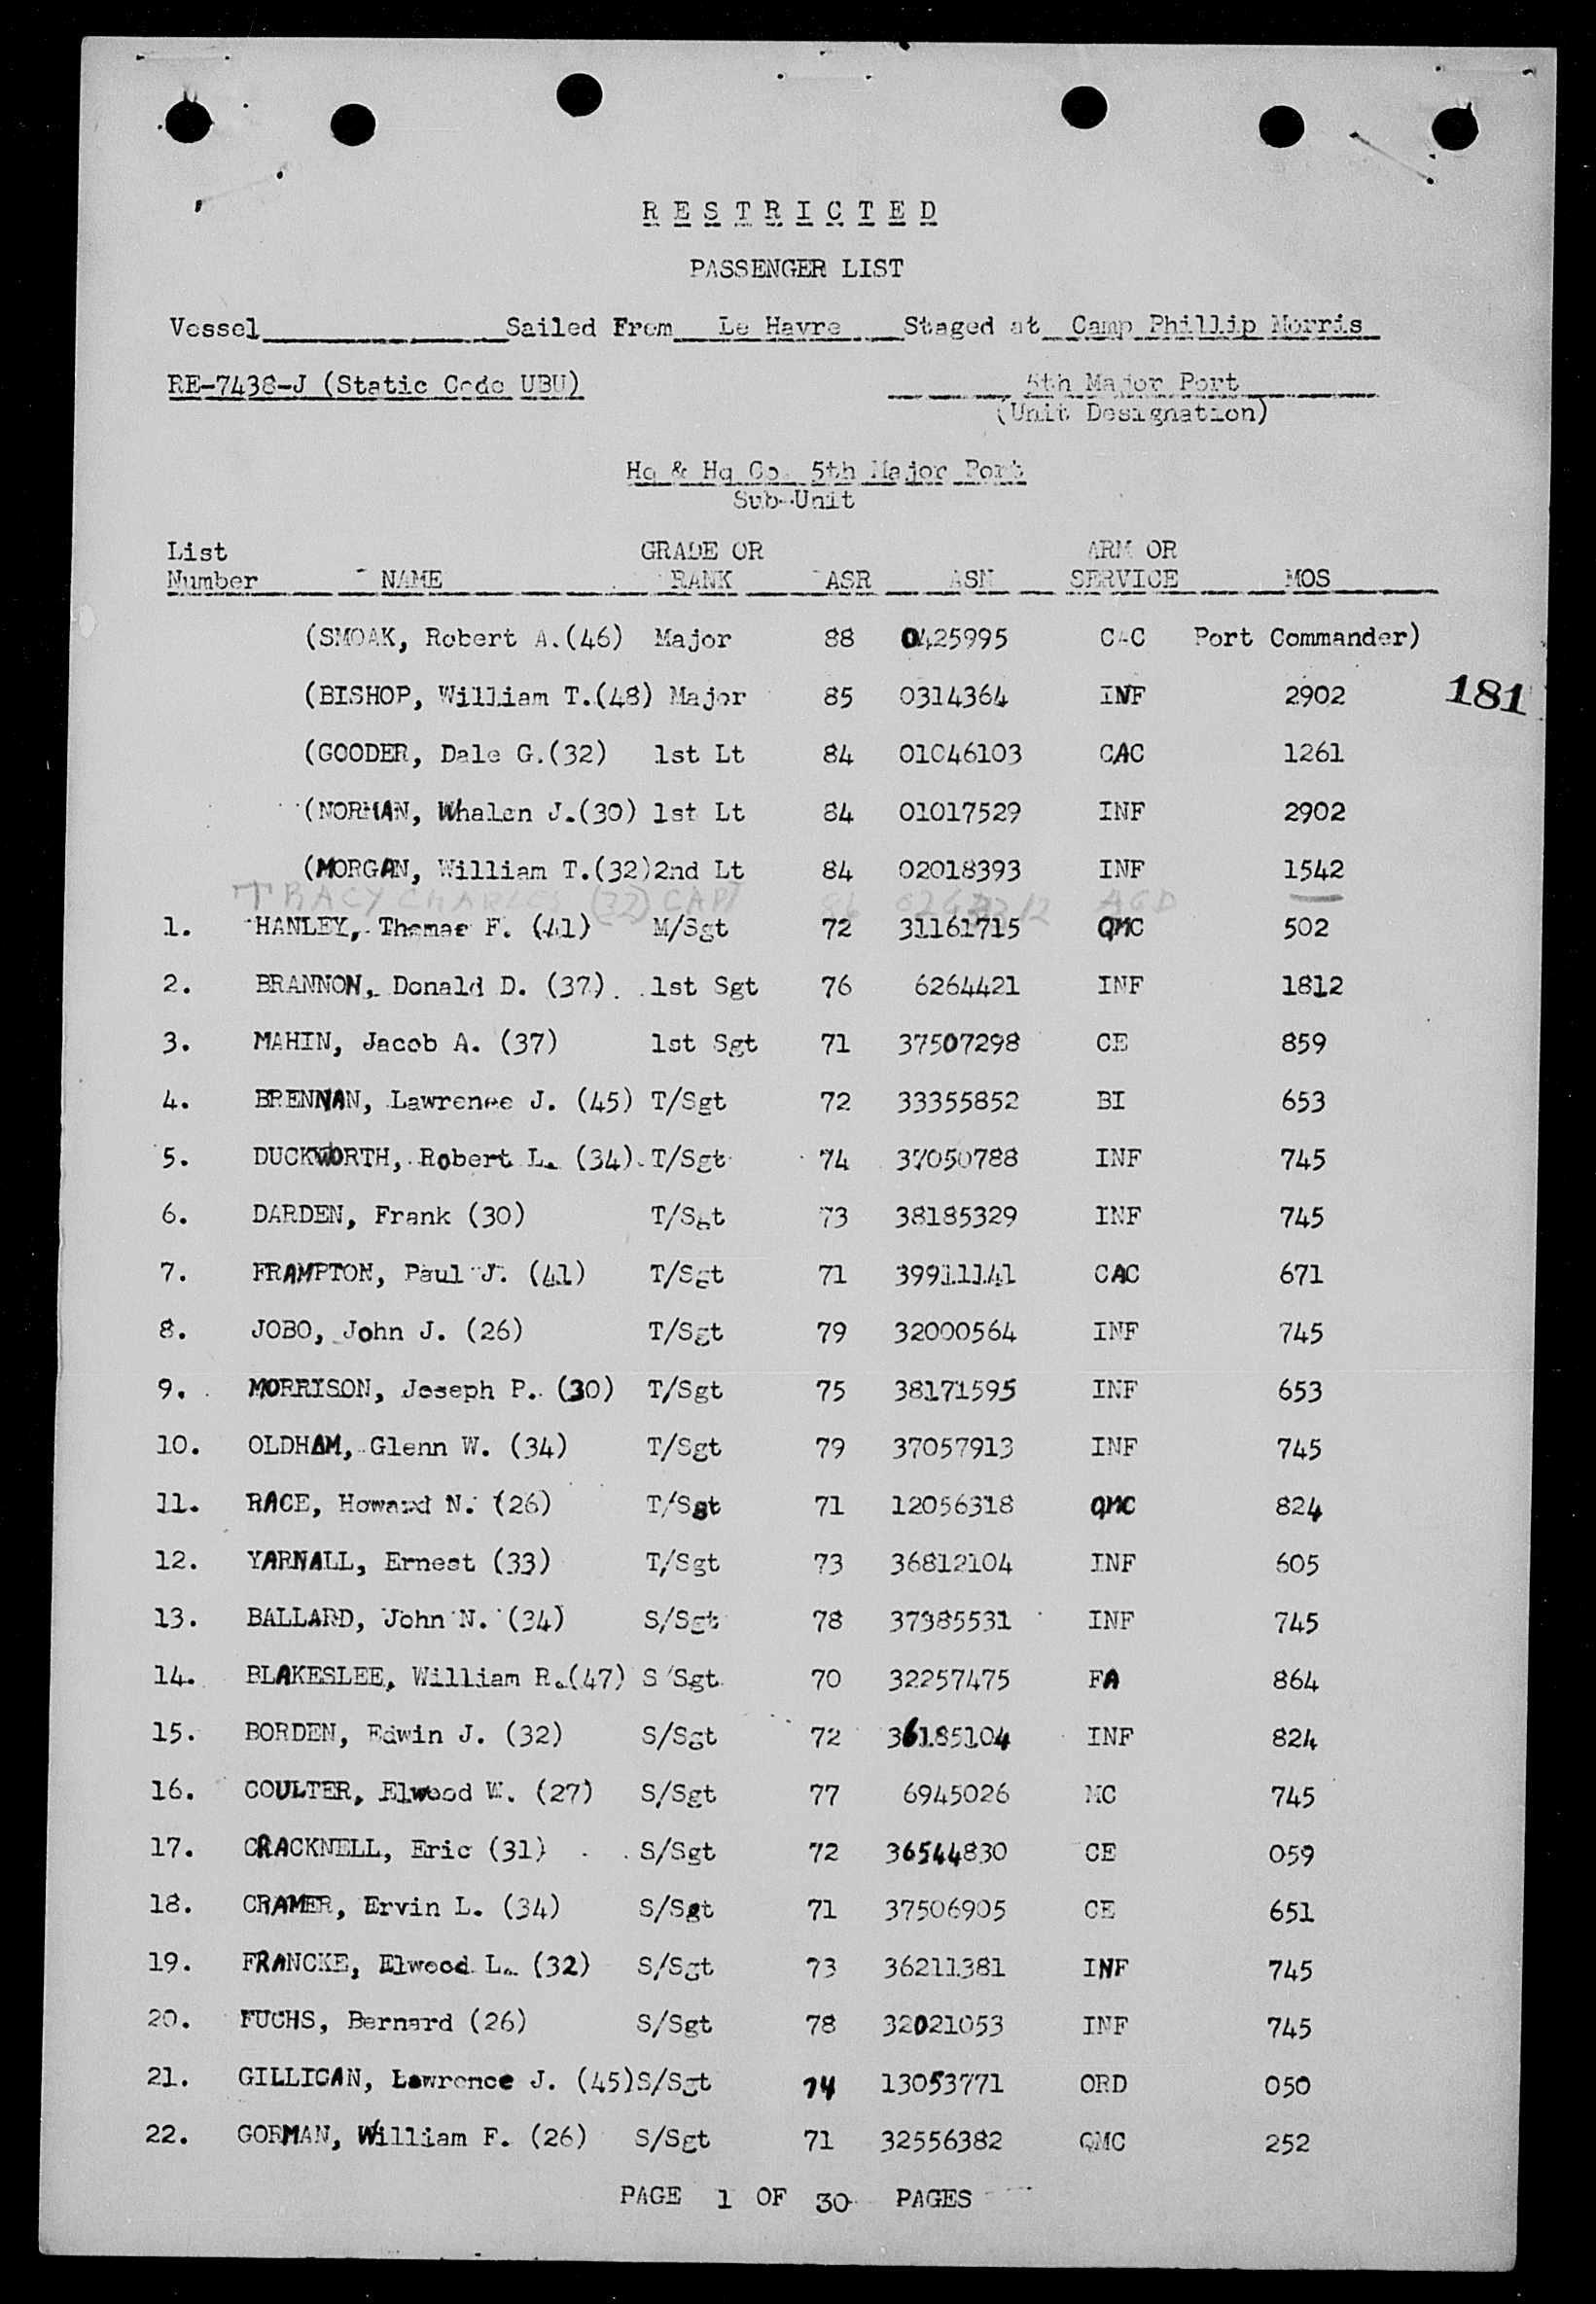 RESTRICTED
PASSENGER LIST
Vessel Sailed From Le Havre Staged at Camp Phillip Morris
RE-7438-J (Static Code UBU) 5th Major Port
(Unit Designation)
Hq & Hq Co. 5th Major Port
Sub-Unit
List GRADE OR ARM OR
Number NAME RANK ASR ASN SERVICE MOS
(SMOAK, Robert A.(46) Major 88 0425995 CAC Port Commander)
(BISHOP, William T.(48) Major 85 0314364 INF 2902
181
(GOODER, Dale G.(32) 1st Lt 84 01046103 CAC 1261
(NORMAN, Whalen J.(30) 1st Lt 84 01017529 INF 2902
(MORGAN, William T.(32)2nd Lt 84 02018393 INF 1542
TRACY CHARLES (32) CAPT 86 AGD
1. HANLEY, Thomas F. (41) M/Sgt 72 31161715 QMC 502
2. BRANNON, Donald D. (37) 1st Sgt 76 6264421 INF 1812
3. MAHIN, Jacob A. (37) 1st Sgt 71 37507298 CE 859
4. BRENNAN, Lawrence J. (45) T/Sgt 72 33355852 BI 653
5. DUCKWORTH, Robert L. (34) T/Sgt 74 37050788 INF 745
6. DARDEN, Frank (30) T/Sgt 73 38185329 INF 745
7. FRAMPTON, Paul J. (41) T/Sgt 71 39911141 CAC 671
8. JOBO, John J. (26) T/Sgt 79 32000564 INF 745
9. MORRISON, Joseph P. (30) T/Sgt 75 38171595 INF 653
10. OLDHAM, Glenn W. (34) T/Sgt 79 37057913 INF 745
11. RACE, Howard N. (26) T/Sgt 71 12056318 QMC 824
12. YARNALL, Ernest (33) T/Sgt 73 36812104 INF 605
13. BALLARD, John N. (34) S/Sgt 78 37385531 INF 745
14. BLAKESLEE, William R.(47) S/Sgt 70 32257475 FA 864
15. BORDEN, Edwin J. (32) S/Sgt 72 36185104 INF 824
16. COULTER, Elwood W. (27) S/Sgt 77 6945026 MC 745
17. CRACKNELL, Eric (31) S/Sgt 72 36544830 CE 059
18. CRAMER, Ervin L. (34) S/Sgt 71 37506905 CE 651
19. FRANCKE, Elwood L. (32) S/Sgt 73 36211381 INF 745
20. FUCHS, Bernard (26) S/Sgt 78 32021053 INF 745
21. GILLIGAN, Lawrence J. (45)S/Sgt 74 13053771 ORD 050
22. GORMAN, William F. (26) S/Sgt 71 32556382 QMC 252
PAGE 1 OF 30 PAGES